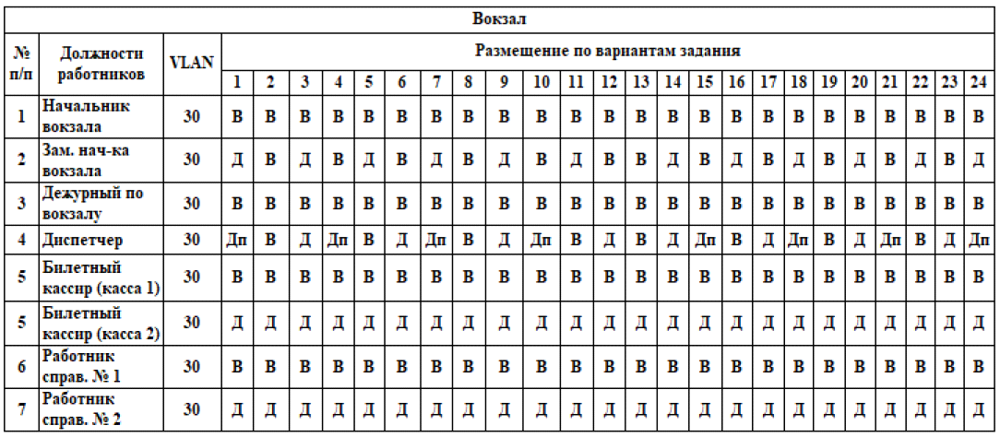 Вокзал
№ п/п Должности работников VLAN Размещение по вариантам задания
1 2 3 4 5 6 7 8 9 10 11 12 13 14 15 16 17 18 19 20 21 22 23 24
1 Начальник вокзала 30 В В В В В В В В В В В В В В В В В В В В В В В В
2 Зам. нач-ка вокзала 30 Д В Д В Д В Д В Д В Д В В Д В Д В Д В Д В Д В Д
3 Дежурный по вокзалу 30 В В В В В В В В В В В В В В В В В В В В В В В В
4 Диспетчер 30 Дп В Д Дп В Д Дп В Д Дп В Д В Д Дп В Д Дп В Д Дп В Д Дп
5 Билетный кассир (касса 1) 30 В В В В В В В В В В В В В В В В В В В В В В В В
5 Билетный кассир (касса 2) 30 Д Д Д Д Д Д Д Д Д Д Д Д Д Д Д Д Д Д Д Д Д Д Д Д
6 Работник справ. № 1 30 В В В В В В В В В В В В В В В В В В В В В В В В
7 Работник справ. № 2 30 Д Д Д Д Д Д Д Д Д Д Д Д Д Д Д Д Д Д Д Д Д Д Д Д